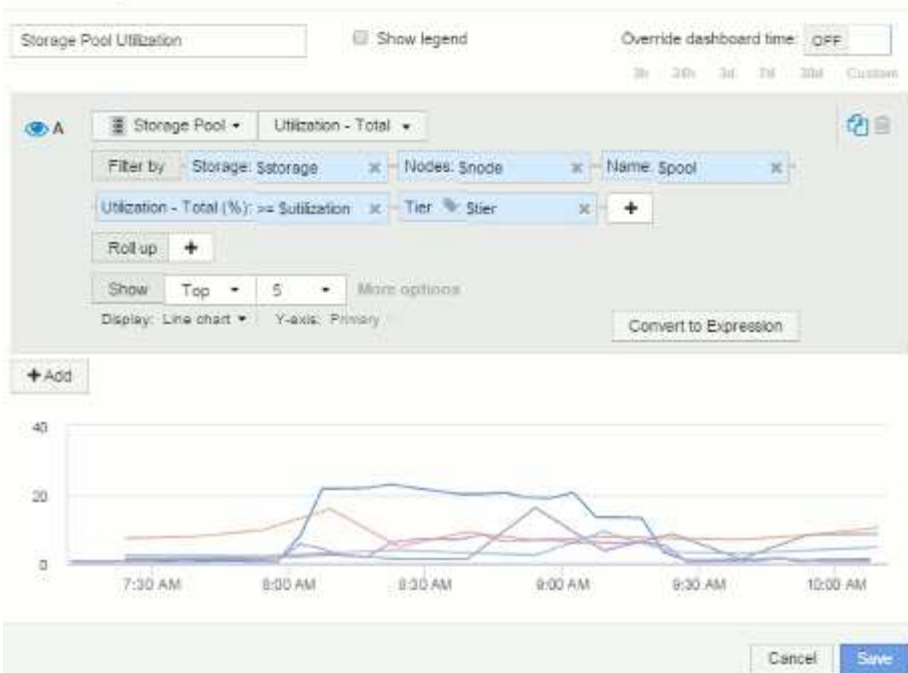 Storage Pool Utilization Show legend Override dashboard time: OFF
3h 24h 3d 7d 30d Custom
A Storage Pool Utilization - Total
Filter by Storage: $storage Nodes: $node Name: $pool
Utilization - Total (%): >= $utilization Tier $tier +
Roll up +
Show Top 5 More options
Display: Line chart Y-axis: Primary
Convert to Expression
+ Add
40
20
0
7:30 AM 8:00 AM 8:30 AM 9:00 AM 9:30 AM 10:00 AM
Cancel Save